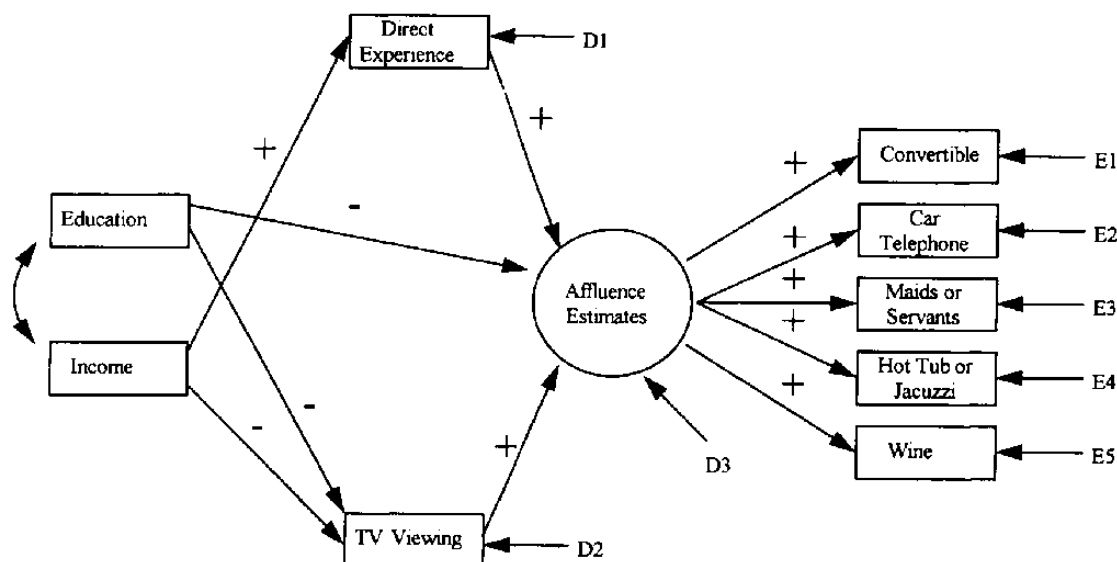 Direct
Experience
D1
+
+
Education
-
Income
+
Convertible
E1
+
Car
Telephone
E2
+
Affluence
Estimates
Maids or
Servants
E3
+
Hot Tub or
Jacuzzi
E4
-
-
+
+
Wine
E5
D3
TV Viewing
D2